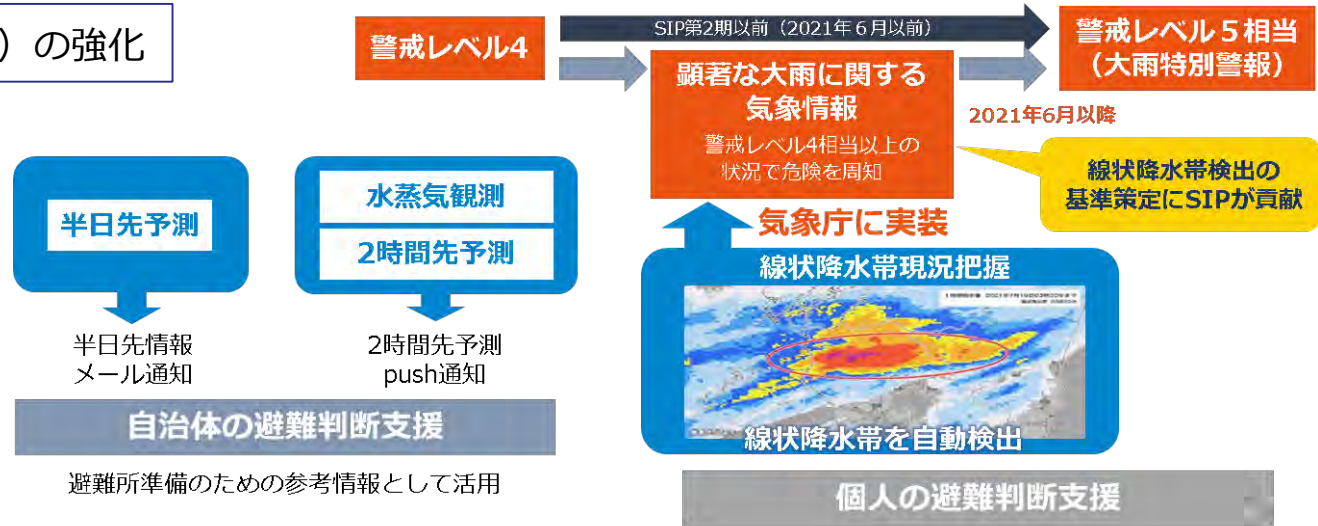 ）の強化
警戒レベル4
SIP第2期以前（2021年６月以前）
警戒レベル５相当
（大雨特別警報）
顕著な大雨に関する
気象情報
警戒レベル4相当以上の
状況で危険を周知
2021年6月以降
線状降水帯検出の
基準策定にSIPが貢献
半日先予測
水蒸気観測
2時間先予測
気象庁に実装
線状降水帯現況把握
線状降水帯を自動検出
半日先情報
メール通知
2時間先予測
push通知
自治体の避難判断支援
避難所準備のための参考情報として活用
個人の避難判断支援